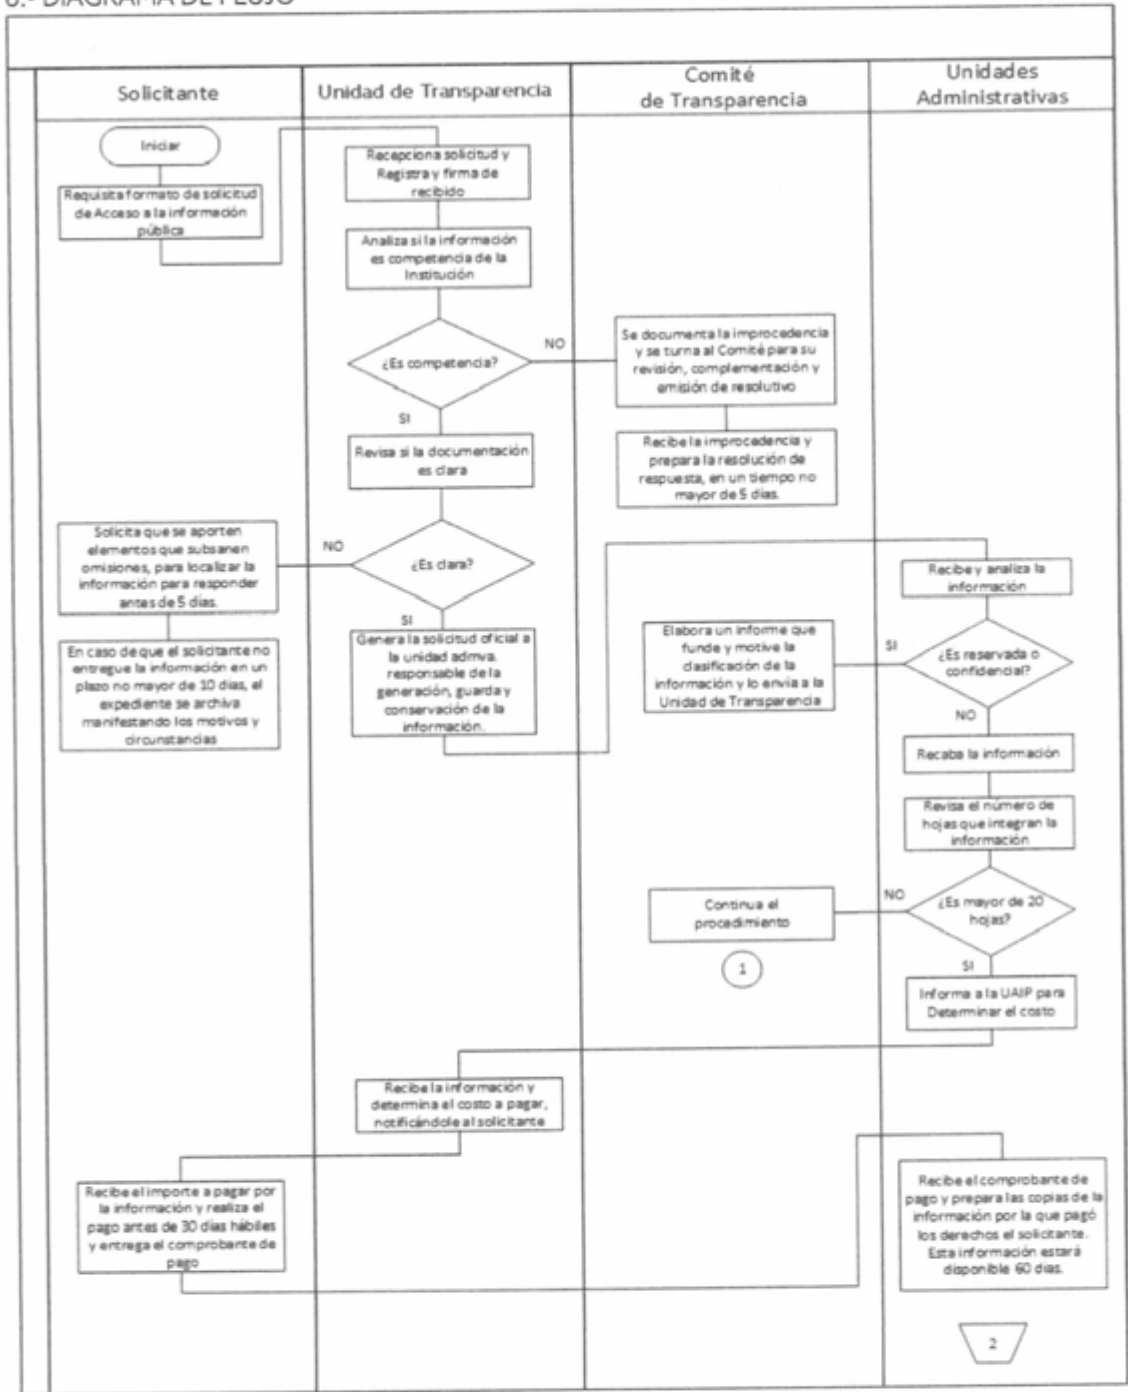 6.- DIAGRAMA DE FLUJO
Solicitante
Unidad de Transparencia
Comité
de Transparencia
Unidades
Administrativas
Iniciar
Requisita formato de solicitud
de Acceso a la información
pública
Recepciona solicitud y
Registra y firma de
recibido
Analiza si la información
es competencia de la
Institución
¿Es competencia?
NO
Se documenta la improcedencia
y se turna al Comité para su
revisión, complementación y
emisión de resolutivo
SI
Recibe la improcedencia y
prepara la resolución de
respuesta, en un tiempo no
mayor de 5 días.
Revisa si la documentación
es clara
¿Es clara?
NO
Solicita que se aporten
elementos que subsanen
omisiones, para localizar la
información para responder
antes de 5 días.
En caso de que el solicitante no
entregue la información en un
plazo no mayor de 10 días, el
expediente se archiva
manifestando los motivos y
circunstancias
SI
Genera la solicitud oficial a
la unidad admva.
responsable de la
generación, guarda y
conservación de la
información.
Recibe y analiza la
información
¿Es reservada o
confidencial?
SI
Elabora un informe que
funde y motive la
clasificación de la
información y lo envia a la
Unidad de Transparencia
NO
Recaba la información
Revisa el número de
hojas que integran la
información
¿Es mayor de 20
hojas?
NO
Continua el
procedimiento
1
SI
Informa a la UAIP para
Determinar el costo
Recibe la información y
determina el costo a pagar,
notificándole al solicitante
Recibe el importe a pagar por
la información y realiza el
pago antes de 30 días hábiles
y entrega el comprobante de
pago
Recibe el comprobante de
pago y prepara las copias de la
información por la que pagó
los derechos el solicitante.
Esta información estará
disponible 60 dias.
2